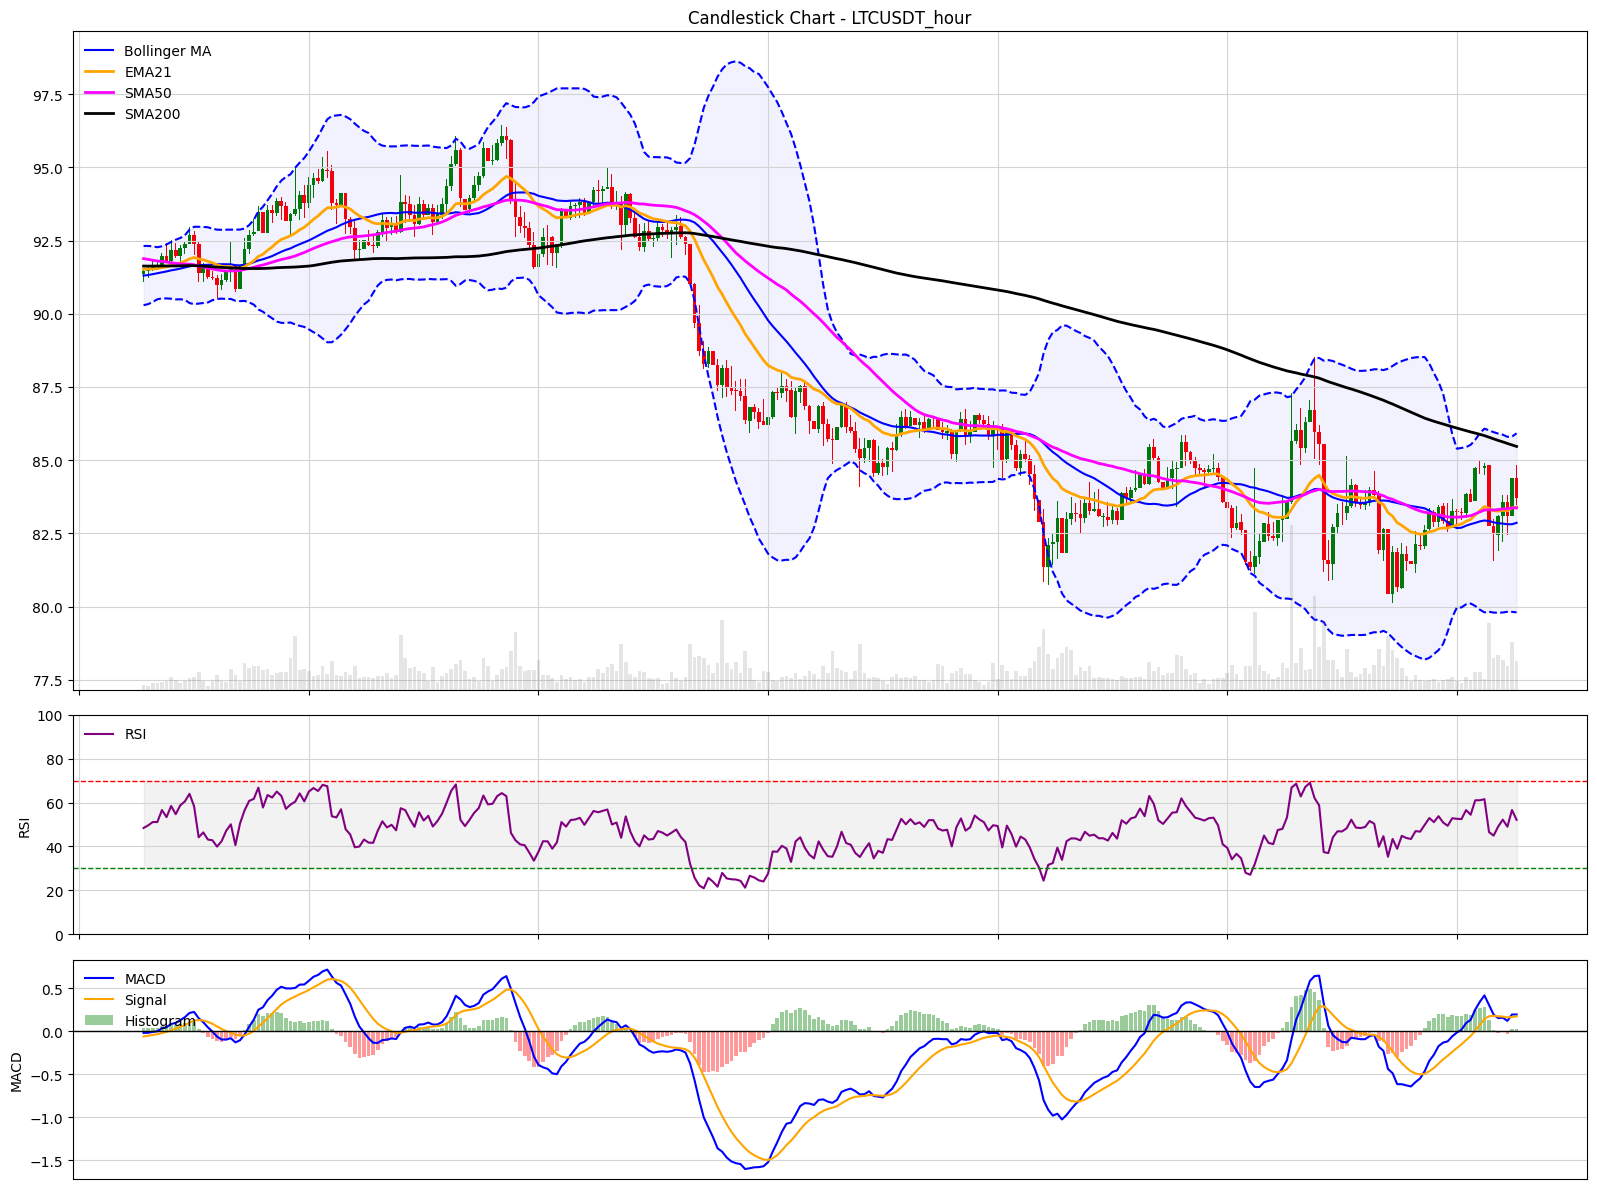 Candlestick Chart - LTCUSDT_hour
Bollinger MA
EMA21
SMA50
SMA200
97.5
95.0
92.5
90.0
87.5
85.0
82.5
80.0
77.5
RSI
100
80
60
40
20
0
RSI
MACD
Signal
Histogram
0.5
0.0
−0.5
−1.0
−1.5
MACD